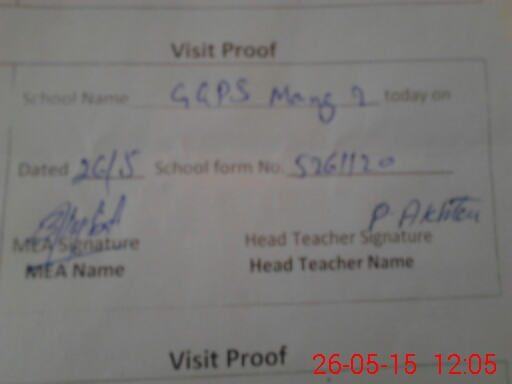 Visit Proof
School Name GGPS Mang 2 today on
Dated 26/5 School form No. 5261120
P. Akhter
MEA Signature Head Teacher Signature
MEA Name Head Teacher Name
Visit Proof
26-05-15 12:05